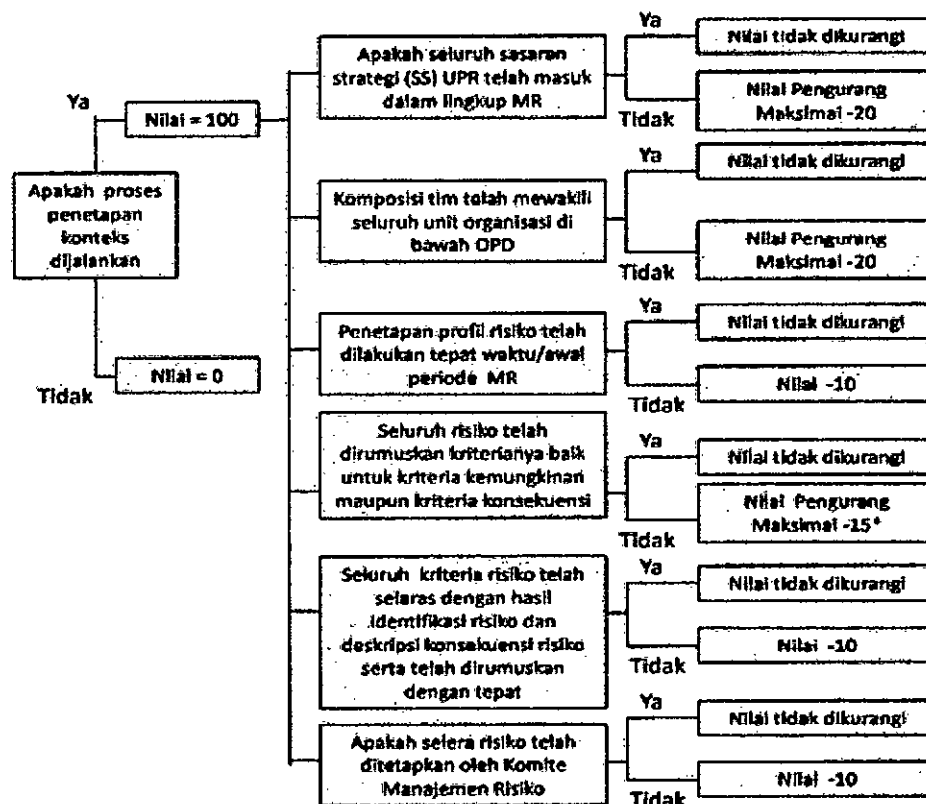 Ya
Nilai = 100
Apakah proses
penetapan
konteks
dijalankan
Nilai = 0
Tidak
Apakah seluruh sasaran
strategi (SS) UPR telah masuk
dalam lingkup MR
Ya
Nilai tidak dikurangi
Nilai Pengurang
Maksimal -20
Tidak
Komposisi tim telah mewakili
seluruh unit organisasi di
bawah OPD
Ya
Nilai tidak dikurangi
Nilai Pengurang
Maksimal -20
Tidak
Penetapan profil risiko telah
dilakukan tepat waktu/awal
periode MR
Ya
Nilai tidak dikurangi
Nilai -10
Tidak
Seluruh risiko telah
dirumuskan kriterianya baik
untuk kriteria kemungkinan
maupun kriteria konsekuensi
Ya
Nilai tidak dikurangi
Nilai Pengurang
Maksimal -15*
Tidak
Seluruh kriteria risiko telah
selaras dengan hasil
identifikasi risiko dan
deskripsi konsekuensi risiko
serta telah dirumuskan
dengan tepat
Ya
Nilai tidak dikurangi
Nilai -10
Tidak
Apakah selera risiko telah
ditetapkan oleh Komite
Manajemen Risiko
Ya
Nilai tidak dikurangi
Nilai -10
Tidak